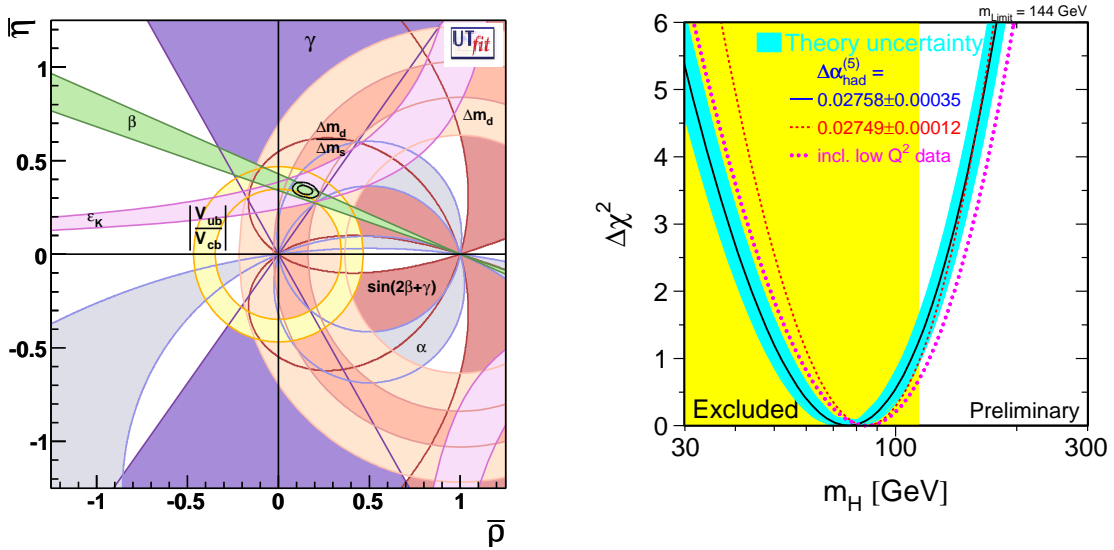 η̅
1
0.5
0
-0.5
-1
-1 -0.5 0 0.5 1
ρ̅
γ
UTfit
β
Δm_d
Δm_s
Δm_d
ε_K
|V_ub
V_cb|
sin(2β+γ)
α
m_Limit = 144 GeV
6
5
4
3
2
1
0
Δχ²
Theory uncertainty
Δα_had^(5) =
0.02758±0.00035
0.02749±0.00012
incl. low Q² data
Excluded
Preliminary
30 100 300
m_H [GeV]